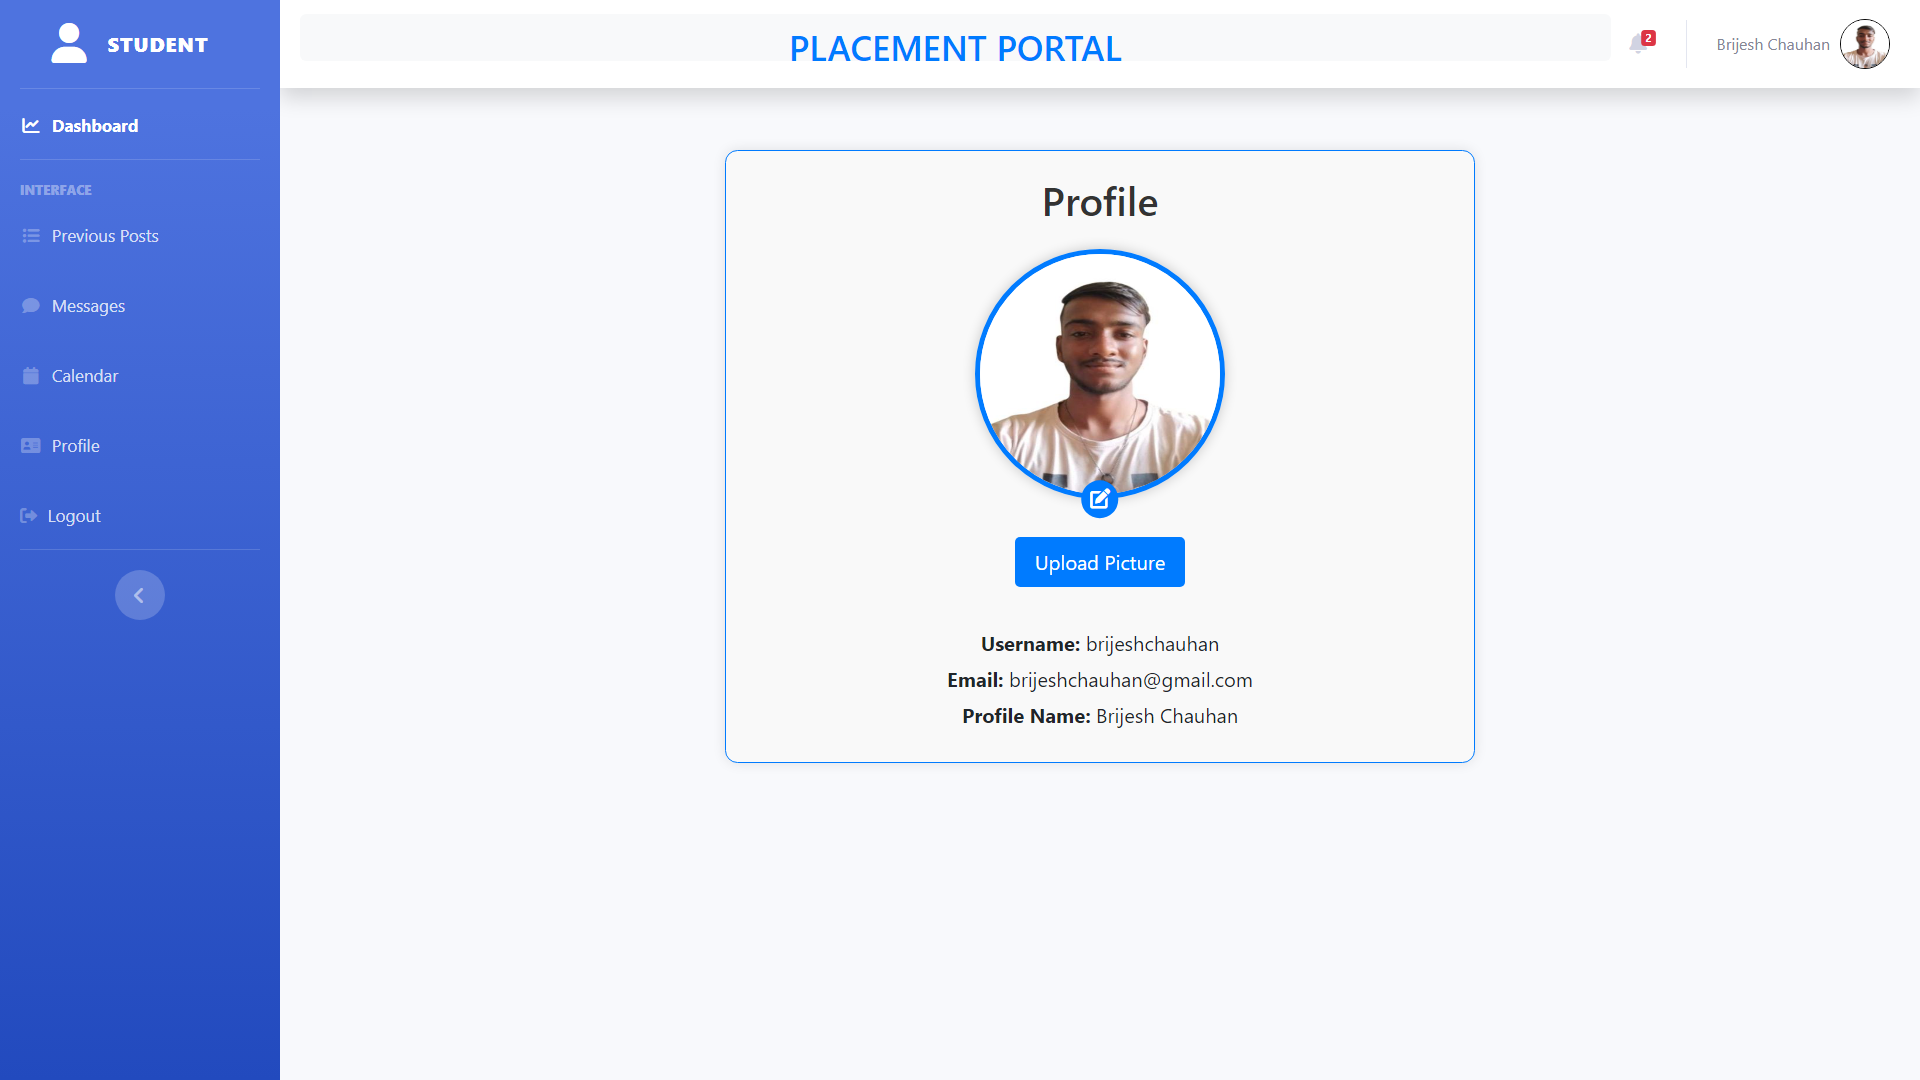 STUDENT
Dashboard
INTERFACE
Previous Posts
Messages
Calendar
Profile
Logout
PLACEMENT PORTAL
2
Brijesh Chauhan
Profile
Upload Picture
Username: brijeshchauhan
Email: brijeshchauhan@gmail.com
Profile Name: Brijesh Chauhan